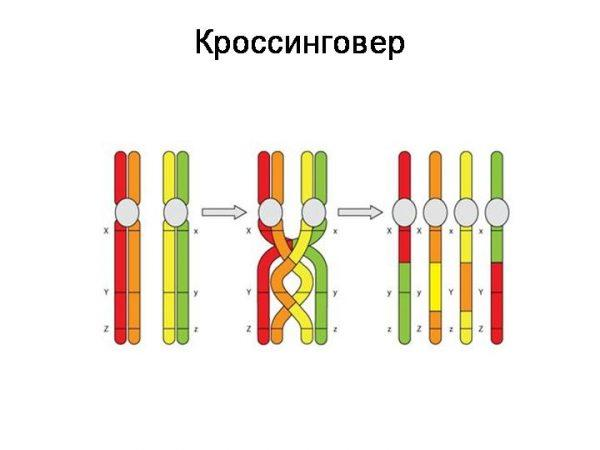 Кроссинговер
X x X x X X x x
Y y Y y y y Y Y
Z z Z z z Z z Z